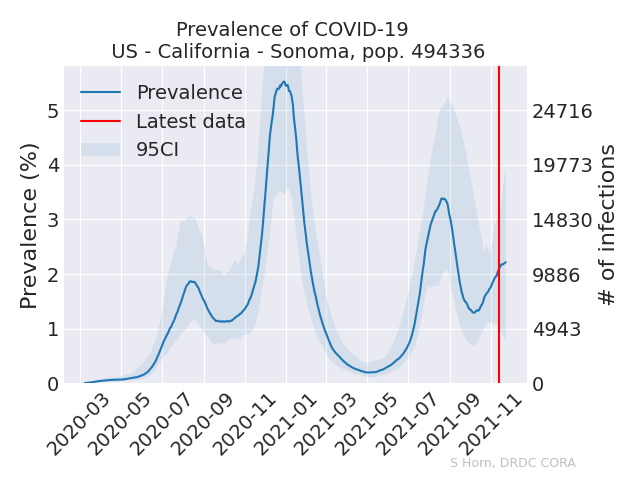 Prevalence of COVID-19
US - California - Sonoma, pop. 494336
Prevalence
Latest data
95CI
Prevalence (%)
5
4
3
2
1
0
24716
19773
14830
9886
4943
0
# of infections
2020-03
2020-05
2020-07
2020-09
2020-11
2021-01
2021-03
2021-05
2021-07
2021-09
2021-11
S Horn, DRDC CORA